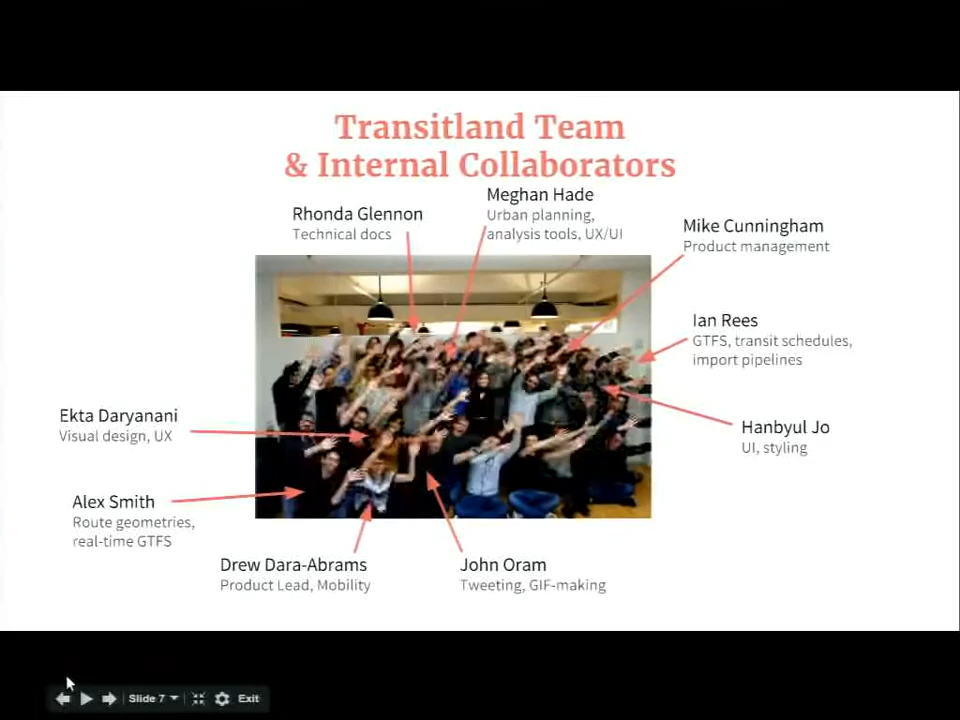 Transitland Team
& Internal Collaborators
Meghan Hade
Urban planning,
analysis tools, UX/UI
Rhonda Glennon
Technical docs
Mike Cunningham
Product management
Ian Rees
GTFS, transit schedules,
import pipelines
Ekta Daryanani
Visual design, UX
Hanbyul Jo
UI, styling
Alex Smith
Route geometries,
real-time GTFS
Drew Dara-Abrams
Product Lead, Mobility
John Oram
Tweeting, GIF-making
Slide 7
Exit